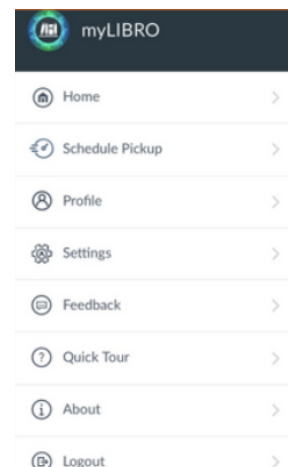 myLIBRO
Home
Schedule Pickup
Profile
Settings
Feedback
Quick Tour
About
Logout